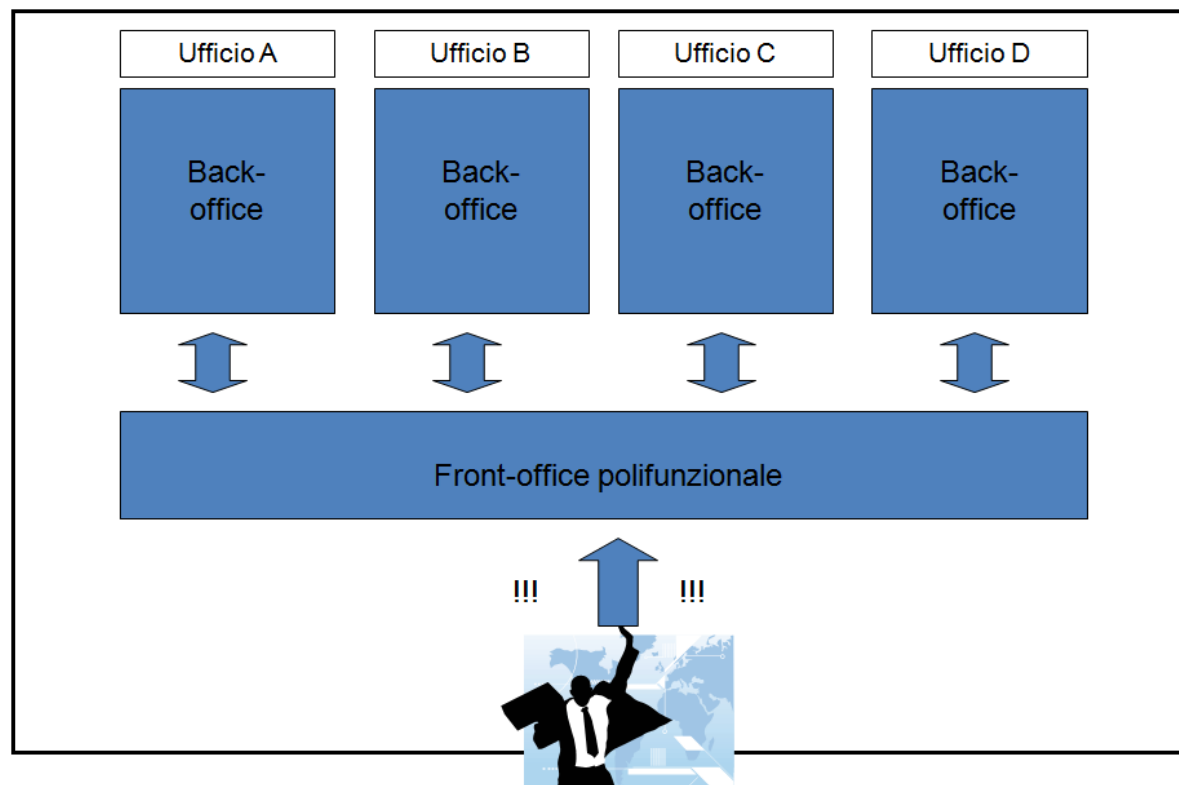 Ufficio A
Ufficio B
Ufficio C
Ufficio D
Back-
office
Back-
office
Back-
office
Back-
office
Front-office polifunzionale
!!! !!!